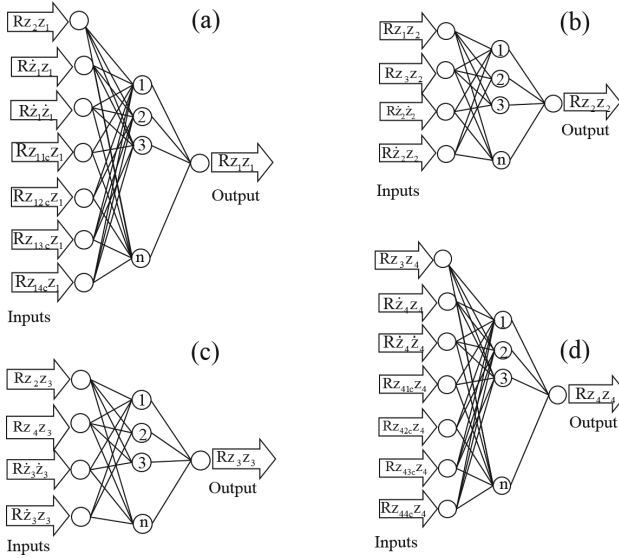 (a)
Rz₂z₁
Rż₁z₁
Rż₁ż₁
Rz₁₁cz₁
Rz₁₂cz₁
Rz₁₃cz₁
Rz₁₄cz₁
Inputs
1
2
3
n
Rz₁z₁
Output
(b)
Rz₁z₂
Rz₃z₂
Rż₂ż₂
Rż₂z₂
Inputs
1
2
3
n
Rz₂z₂
Output
(c)
Rz₂z₃
Rz₄z₃
Rż₃ż₃
Rż₃z₃
Inputs
1
2
3
n
Rz₃z₃
Output
(d)
Rz₃z₄
Rż₄z₄
Rż₄ż₄
Rz₄₁cz₄
Rz₄₂cz₄
Rz₄₃cz₄
Rz₄₄cz₄
Inputs
1
2
3
n
Rz₄z₄
Output